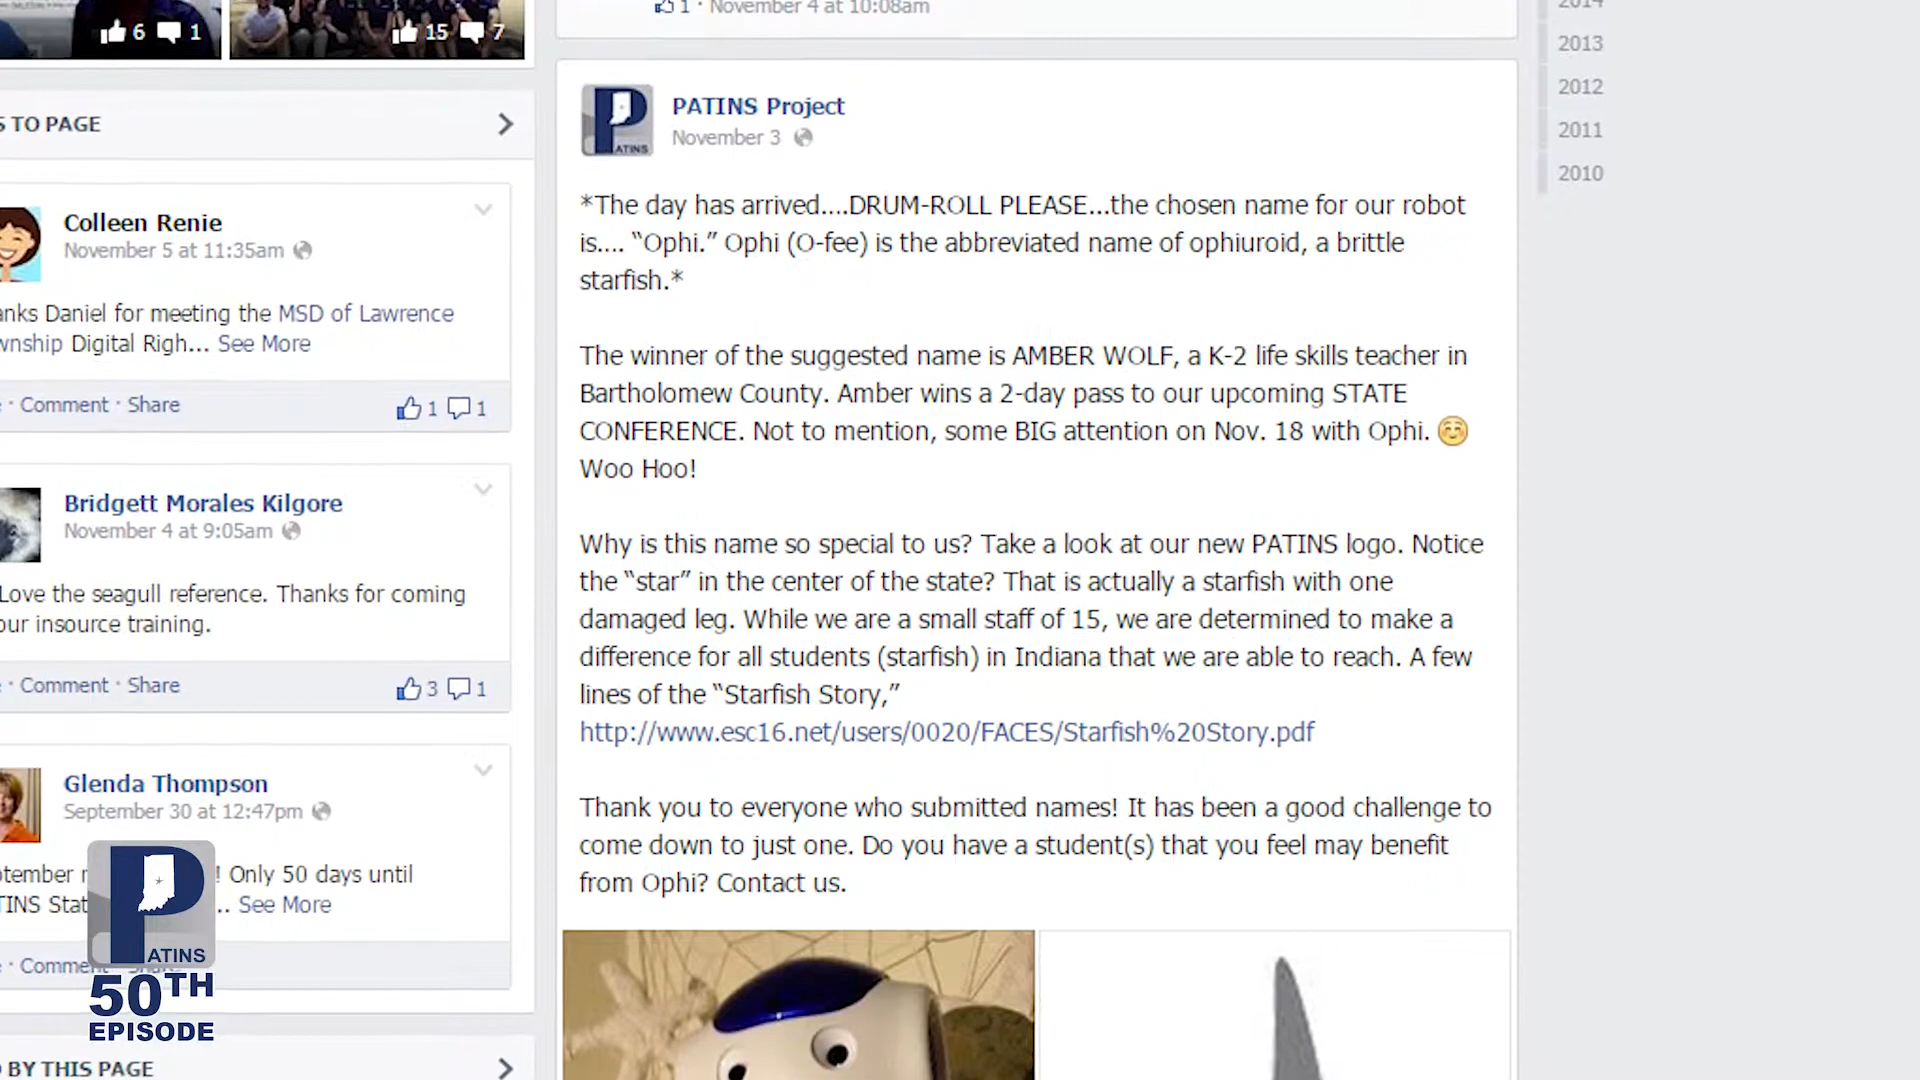 6 1
15 7
1 · November 4 at 10:08am
2014
2013
2012
2011
2010
S TO PAGE
Colleen Renie
November 5 at 11:35am
anks Daniel for meeting the MSD of Lawrence
wnship Digital Righ... See More
· Comment · Share
1 1
Bridgett Morales Kilgore
November 4 at 9:05am
Love the seagull reference. Thanks for coming
our insource training.
· Comment · Share
3 1
Glenda Thompson
September 30 at 12:47pm
! Only 50 days until
.. See More
· Comment
PATINS
50TH
EPISODE
BY THIS PAGE
PATINS
PATINS Project
November 3
*The day has arrived....DRUM-ROLL PLEASE...the chosen name for our robot
is.... “Ophi.” Ophi (O-fee) is the abbreviated name of ophiuroid, a brittle
starfish.*
The winner of the suggested name is AMBER WOLF, a K-2 life skills teacher in
Bartholomew County. Amber wins a 2-day pass to our upcoming STATE
CONFERENCE. Not to mention, some BIG attention on Nov. 18 with Ophi. ☺
Woo Hoo!
Why is this name so special to us? Take a look at our new PATINS logo. Notice
the “star” in the center of the state? That is actually a starfish with one
damaged leg. While we are a small staff of 15, we are determined to make a
difference for all students (starfish) in Indiana that we are able to reach. A few
lines of the “Starfish Story,”
http://www.esc16.net/users/0020/FACES/Starfish%20Story.pdf
Thank you to everyone who submitted names! It has been a good challenge to
come down to just one. Do you have a student(s) that you feel may benefit
from Ophi? Contact us.